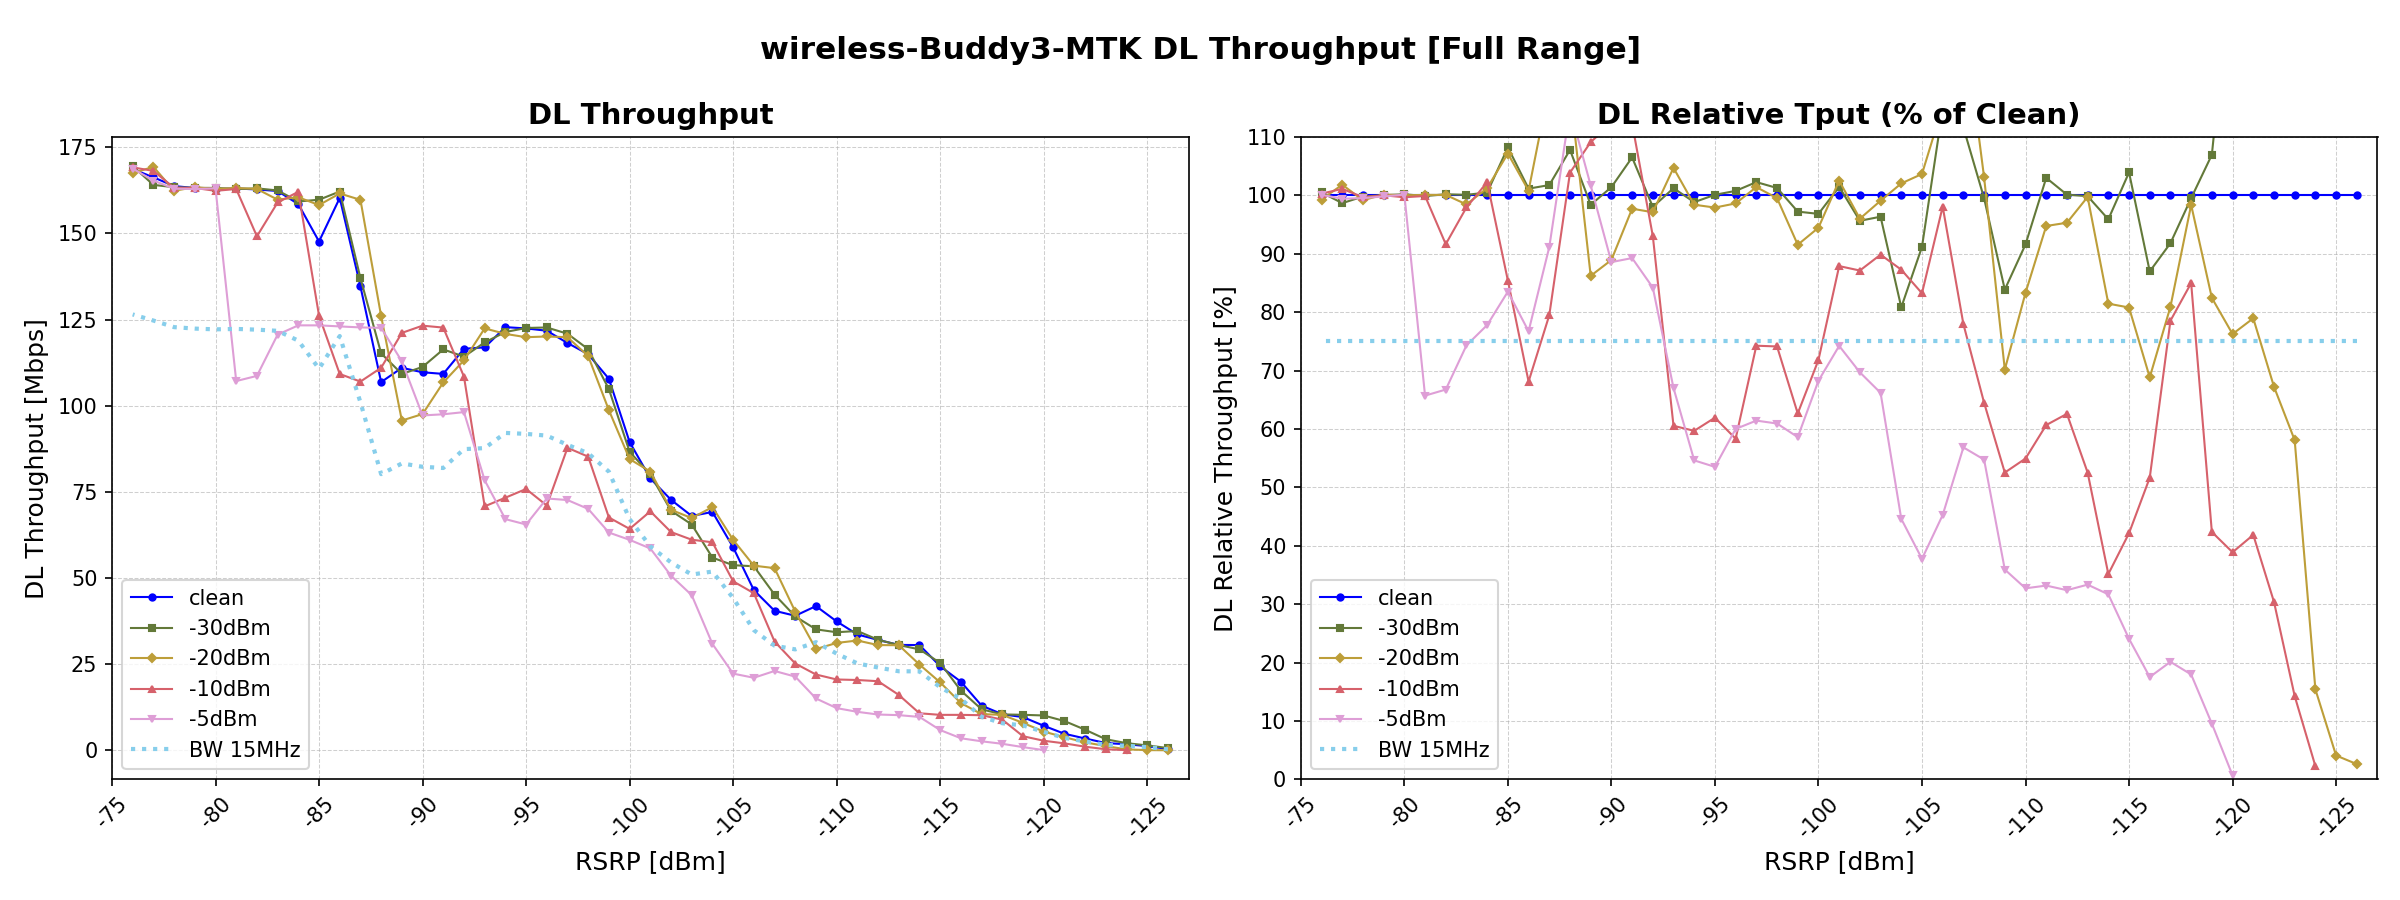 wireless-Buddy3-MTK DL Throughput [Full Range]
DL Throughput
DL Throughput [Mbps]
175
150
125
100
75
50
25
0
clean
-30dBm
-20dBm
-10dBm
-5dBm
BW 15MHz
-75
-80
-85
-90
-95
-100
-105
-110
-115
-120
-125
RSRP [dBm]
DL Relative Tput (% of Clean)
DL Relative Throughput [%]
110
100
90
80
70
60
50
40
30
20
10
0
clean
-30dBm
-20dBm
-10dBm
-5dBm
BW 15MHz
-75
-80
-85
-90
-95
-100
-105
-110
-115
-120
-125
RSRP [dBm]